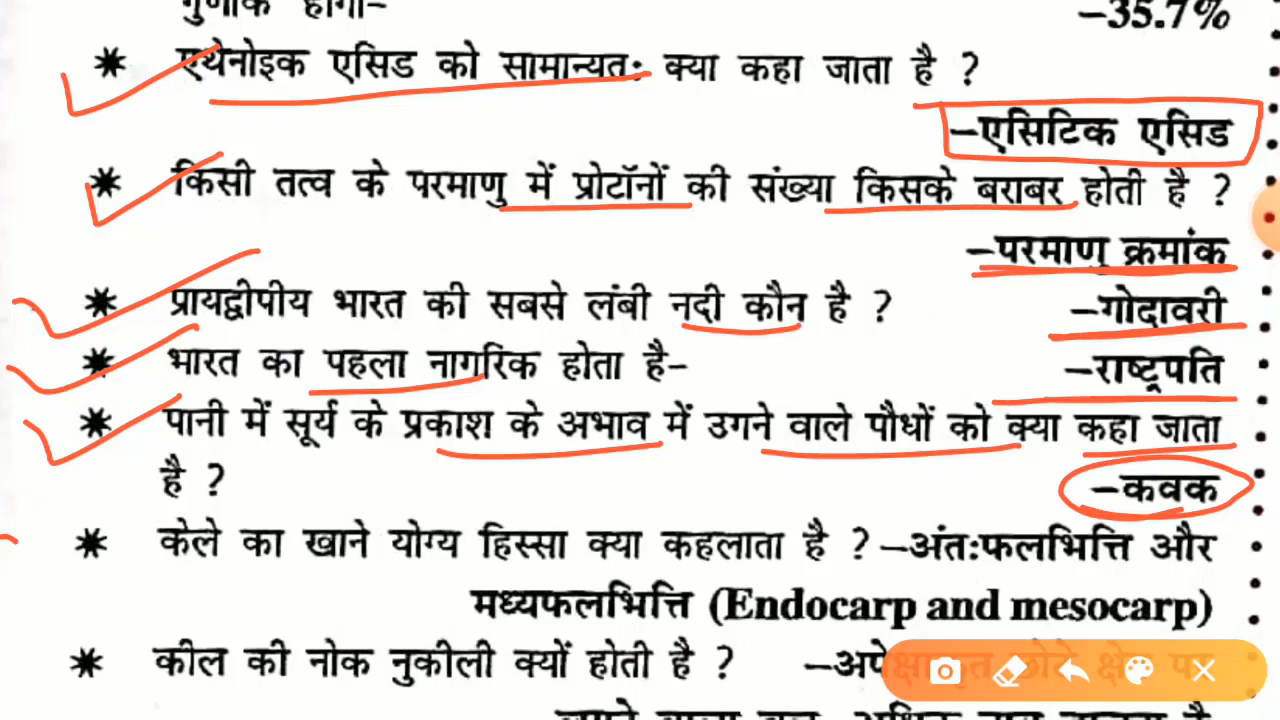 गुणांक होगा-
–35.7%
* एथेनोइक एसिड को सामान्यतः क्या कहा जाता है ?
–एसिटिक एसिड
* किसी तत्व के परमाणु में प्रोटॉनों की संख्या किसके बराबर होती है ?
–परमाणु क्रमांक
* प्रायद्वीपीय भारत की सबसे लंबी नदी कौन है ? –गोदावरी
* भारत का पहला नागरिक होता है– –राष्ट्रपति
* पानी में सूर्य के प्रकाश के अभाव में उगने वाले पौधों को क्या कहा जाता
है ? –कवक
* केले का खाने योग्य हिस्सा क्या कहलाता है ? –अंतःफलभित्ति और
मध्यफलभित्ति (Endocarp and mesocarp)
* कील की नोक नुकीली क्यों होती है ? –अपेक्षाकृत छोटे क्षेत्र पर